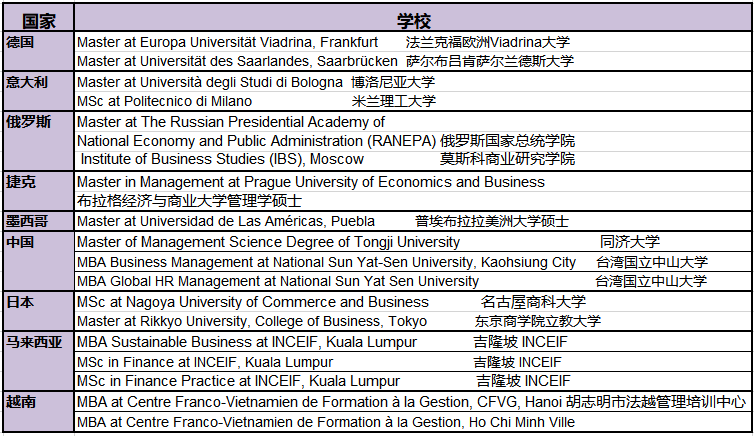 国家 学校
德国 Master at Europa Universität Viadrina, Frankfurt 法兰克福欧洲Viadrina大学
Master at Universität des Saarlandes, Saarbrücken 萨尔布吕肯萨尔兰德斯大学
意大利 Master at Università degli Studi di Bologna 博洛尼亚大学
MSc at Politecnico di Milano 米兰理工大学
俄罗斯 Master at The Russian Presidential Academy of
National Economy and Public Administration (RANEPA) 俄罗斯国家总统学院
Institute of Business Studies (IBS), Moscow 莫斯科商业研究学院
捷克 Master in Management at Prague University of Economics and Business
布拉格经济与商业大学管理学硕士
墨西哥 Master at Universidad de Las Américas, Puebla 普埃布拉拉美洲大学硕士
中国 Master of Management Science Degree of Tongji University 同济大学
MBA Business Management at National Sun Yat-Sen University, Kaohsiung City 台湾国立中山大学
MBA Global HR Management at National Sun Yat Sen University 台湾国立中山大学
日本 MSc at Nagoya University of Commerce and Business 名古屋商科大学
Master at Rikkyo University, College of Business, Tokyo 东京商学院立教大学
马来西亚 MBA Sustainable Business at INCEIF, Kuala Lumpur 吉隆坡 INCEIF
MSc in Finance at INCEIF, Kuala Lumpur 吉隆坡 INCEIF
MSc in Finance Practice at INCEIF, Kuala Lumpur 吉隆坡 INCEIF
越南 MBA at Centre Franco-Vietnamien de Formation à la Gestion, CFVG, Hanoi 胡志明市法越管理培训中心
MBA at Centre Franco-Vietnamien de Formation à la Gestion, Ho Chi Minh Ville